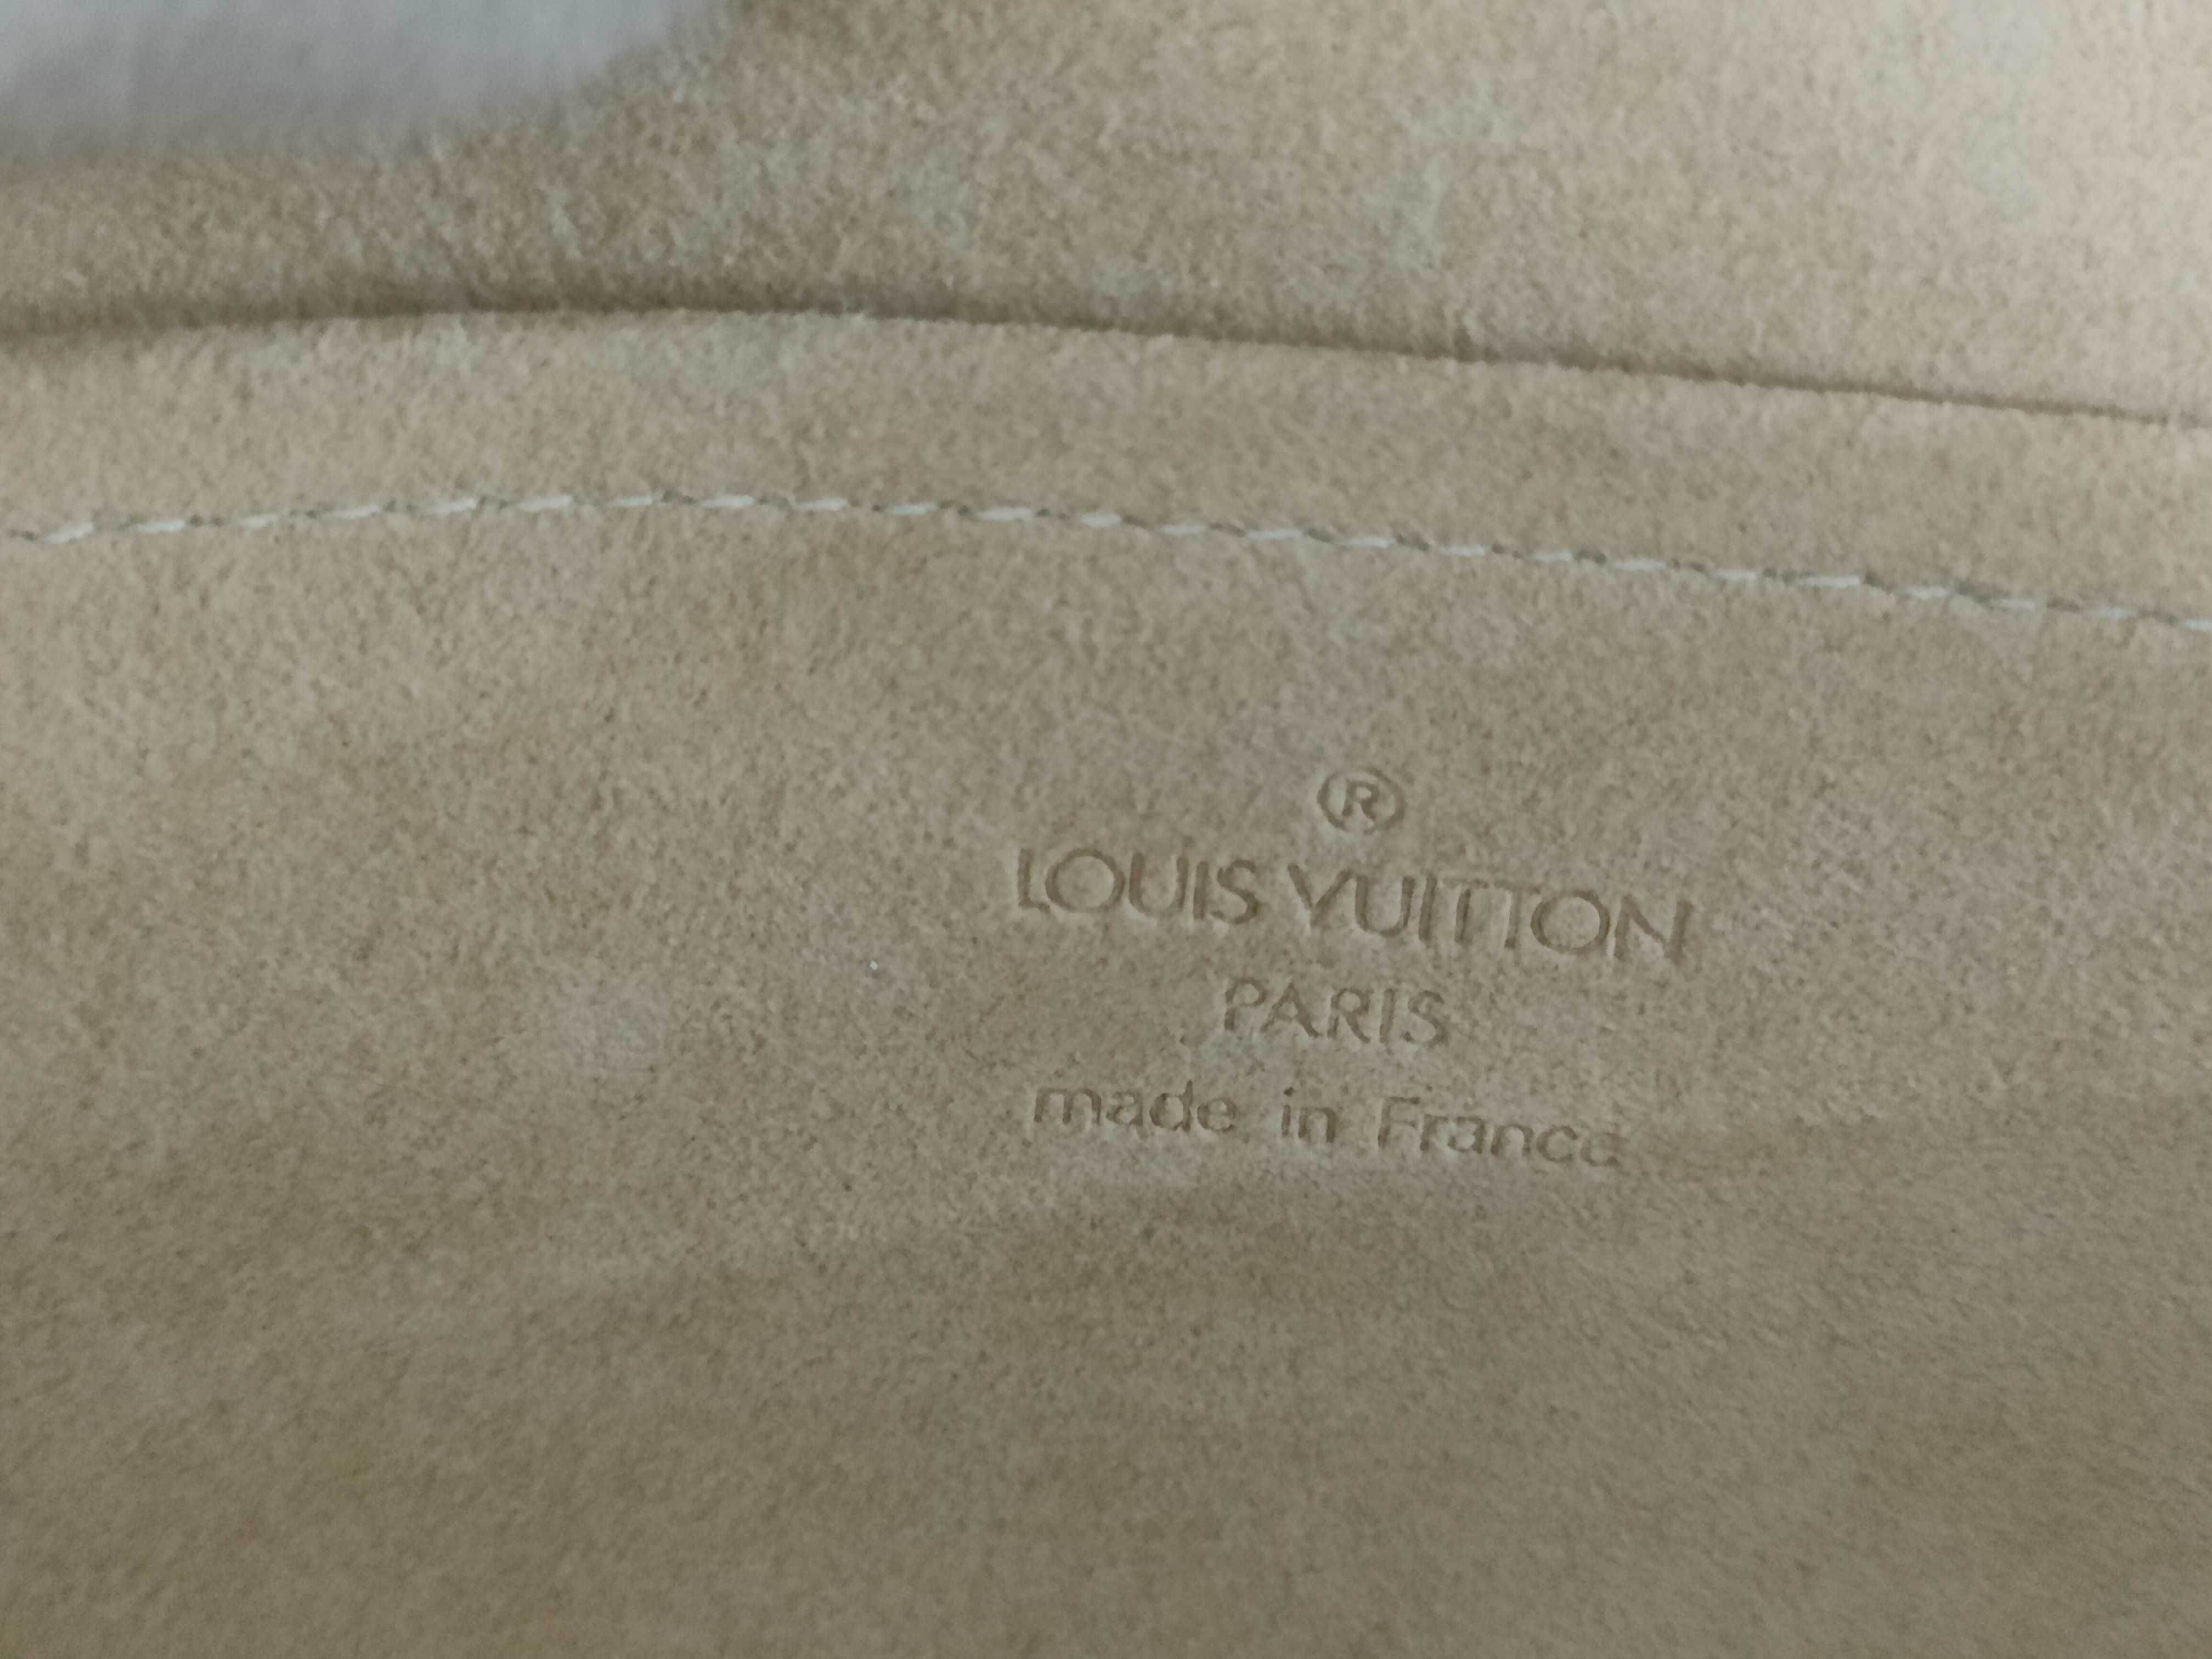 ®
LOUIS VUITTON
PARIS
made in France